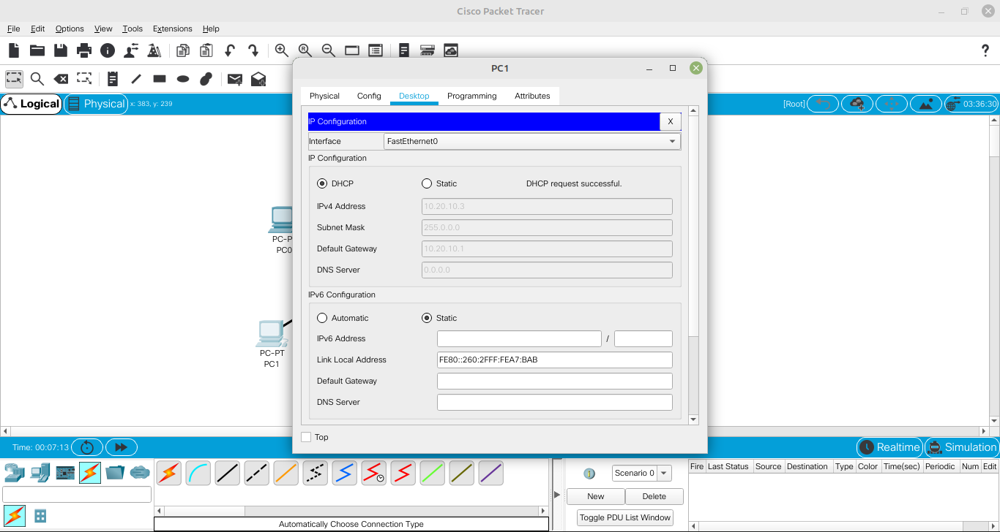 Cisco Packet Tracer
File Edit Options View Tools Extensions Help
PC1
Physical Config Desktop Programming Attributes
Logical Physical x: 383, y: 239
[Root] 03:36:30
IP Configuration X
Interface FastEthernet0
IP Configuration
DHCP Static DHCP request successful.
IPv4 Address 10.20.10.3
Subnet Mask 255.0.0.0
Default Gateway 10.20.10.1
DNS Server 0.0.0.0
IPv6 Configuration
Automatic Static
IPv6 Address /
Link Local Address FE80::260:2FFF:FEA7:BAB
Default Gateway
DNS Server
Top
PC-P
PC0
PC-PT
PC1
Time: 00:07:13 Realtime Simulation
Scenario 0
New Delete
Toggle PDU List Window
Fire Last Status Source Destination Type Color Time(sec) Periodic Num Edit
Automatically Choose Connection Type